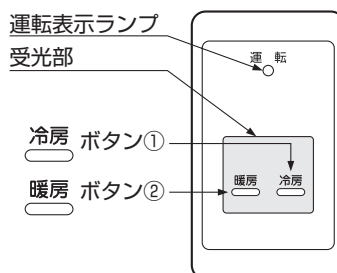 運転表示ランプ
受光部
運 転
冷房 ボタン①
暖房 冷房
暖房 ボタン②